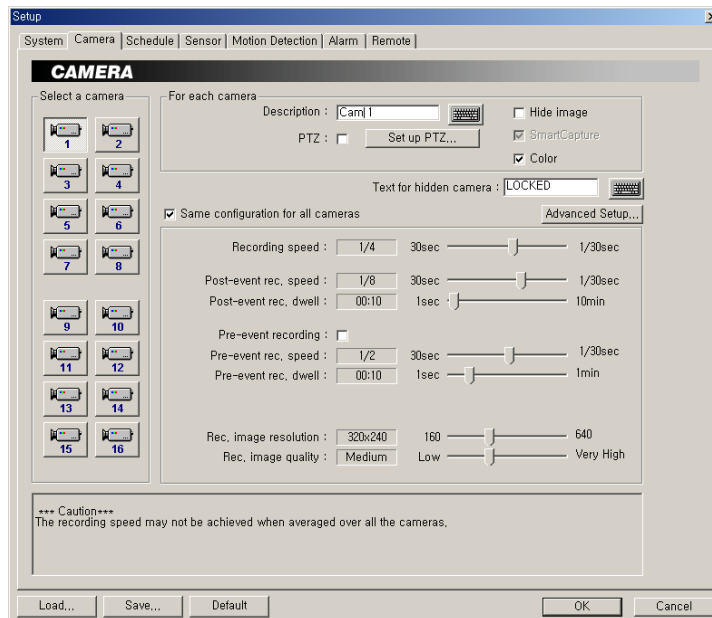 Setup
System Camera Schedule Sensor Motion Detection Alarm Remote
CAMERA
Select a camera
1 2
3 4
5 6
7 8
9 10
11 12
13 14
15 16
For each camera
Description : Cam 1
Hide image
PTZ : Set up PTZ...
SmartCapture
Color
Text for hidden camera : LOCKED
Same configuration for all cameras
Advanced Setup...
Recording speed : 1/4 30sec 1/30sec
Post-event rec. speed : 1/8 30sec 1/30sec
Post-event rec. dwell : 00:10 1sec 10min
Pre-event recording :
Pre-event rec. speed : 1/2 30sec 1/30sec
Pre-event rec. dwell : 00:10 1sec 1min
Rec. image resolution : 320x240 160 640
Rec. image quality : Medium Low Very High
*** Caution***
The recording speed may not be achieved when averaged over all the cameras.
Load... Save... Default OK Cancel